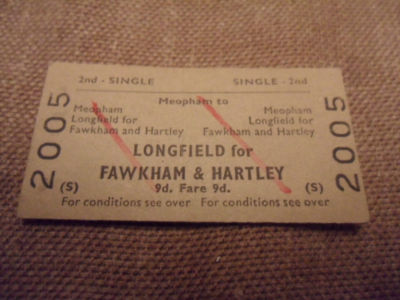 2nd - SINGLE SINGLE - 2nd
Meopham to
Meopham Meopham
Longfield for Longfield for
Fawkham and Hartley Fawkham and Hartley
LONGFIELD for
FAWKHAM & HARTLEY
9d. Fare 9d.
(S) (S)
For conditions see over For conditions see over
2005
2005